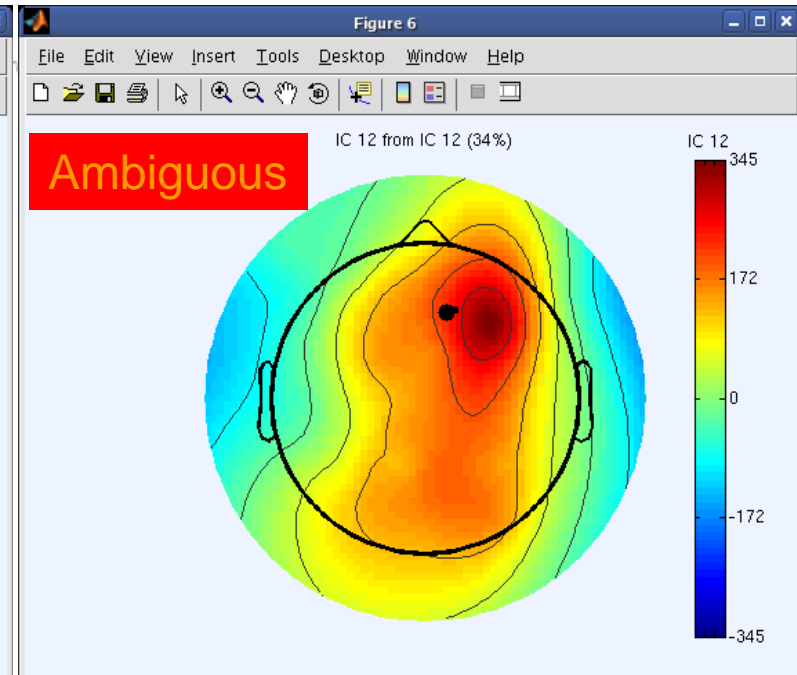 Figure 6
File Edit View Insert Tools Desktop Window Help
Ambiguous
IC 12 from IC 12 (34%)
IC 12
345
172
0
-172
-345